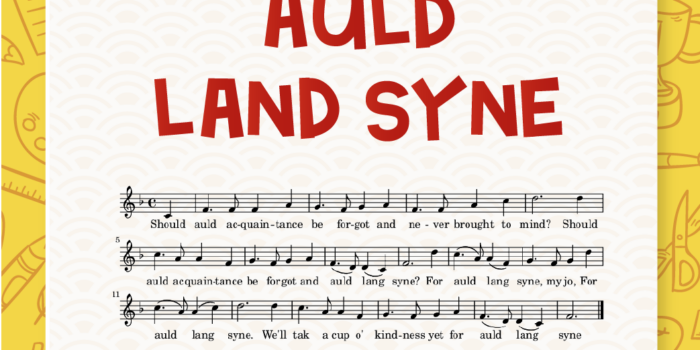 AULD
LAND SYNE
Should auld ac-quain-tance be for-got and ne-ver brought to mind? Should
5
auld acquain-tance be forgot and auld lang syne? For auld lang syne, my jo, For
11
auld lang syne. We'll tak a cup o' kind-ness yet for auld lang syne